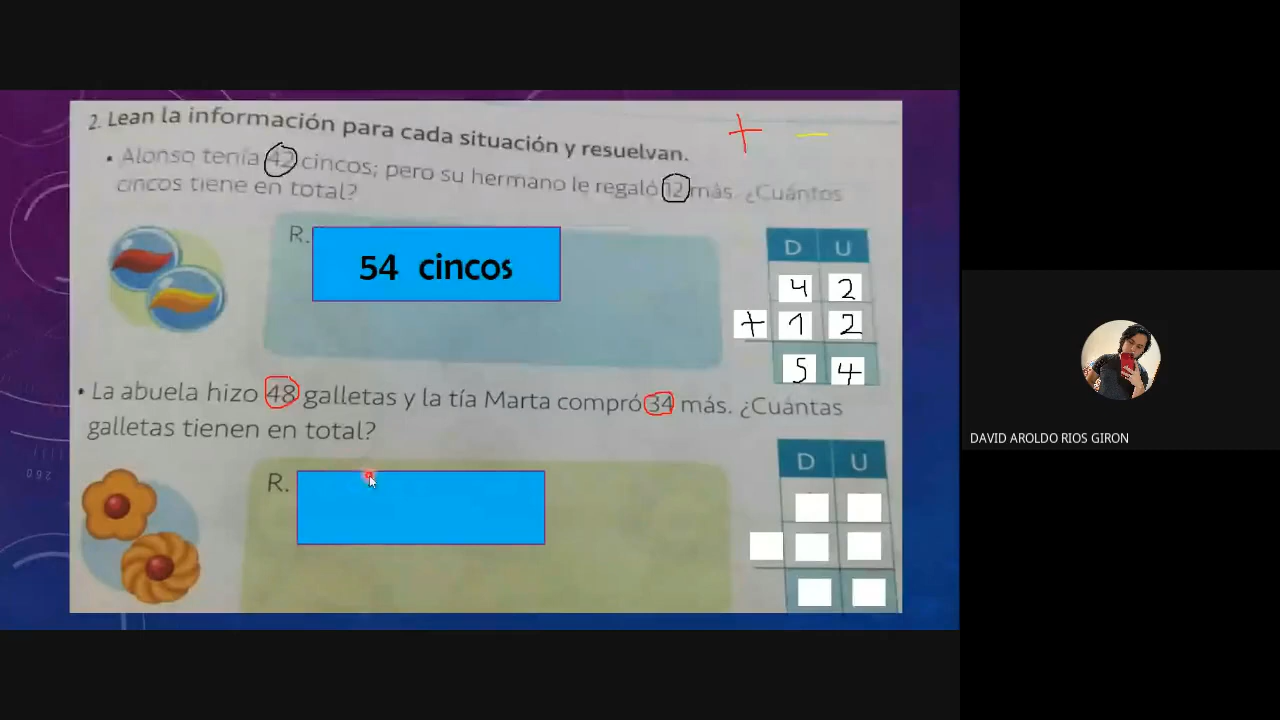 2. Lean la información para cada situación y resuelvan.
+ −
• Alonso tenía 42 cincos; pero su hermano le regaló 12 más. ¿Cuántos
cincos tiene en total?
R. 54 cincos
D U
4 2
+ 1 2
5 4
• La abuela hizo 48 galletas y la tía Marta compró 34 más. ¿Cuántas
galletas tienen en total?
R.
D U
DAVID AROLDO RIOS GIRON